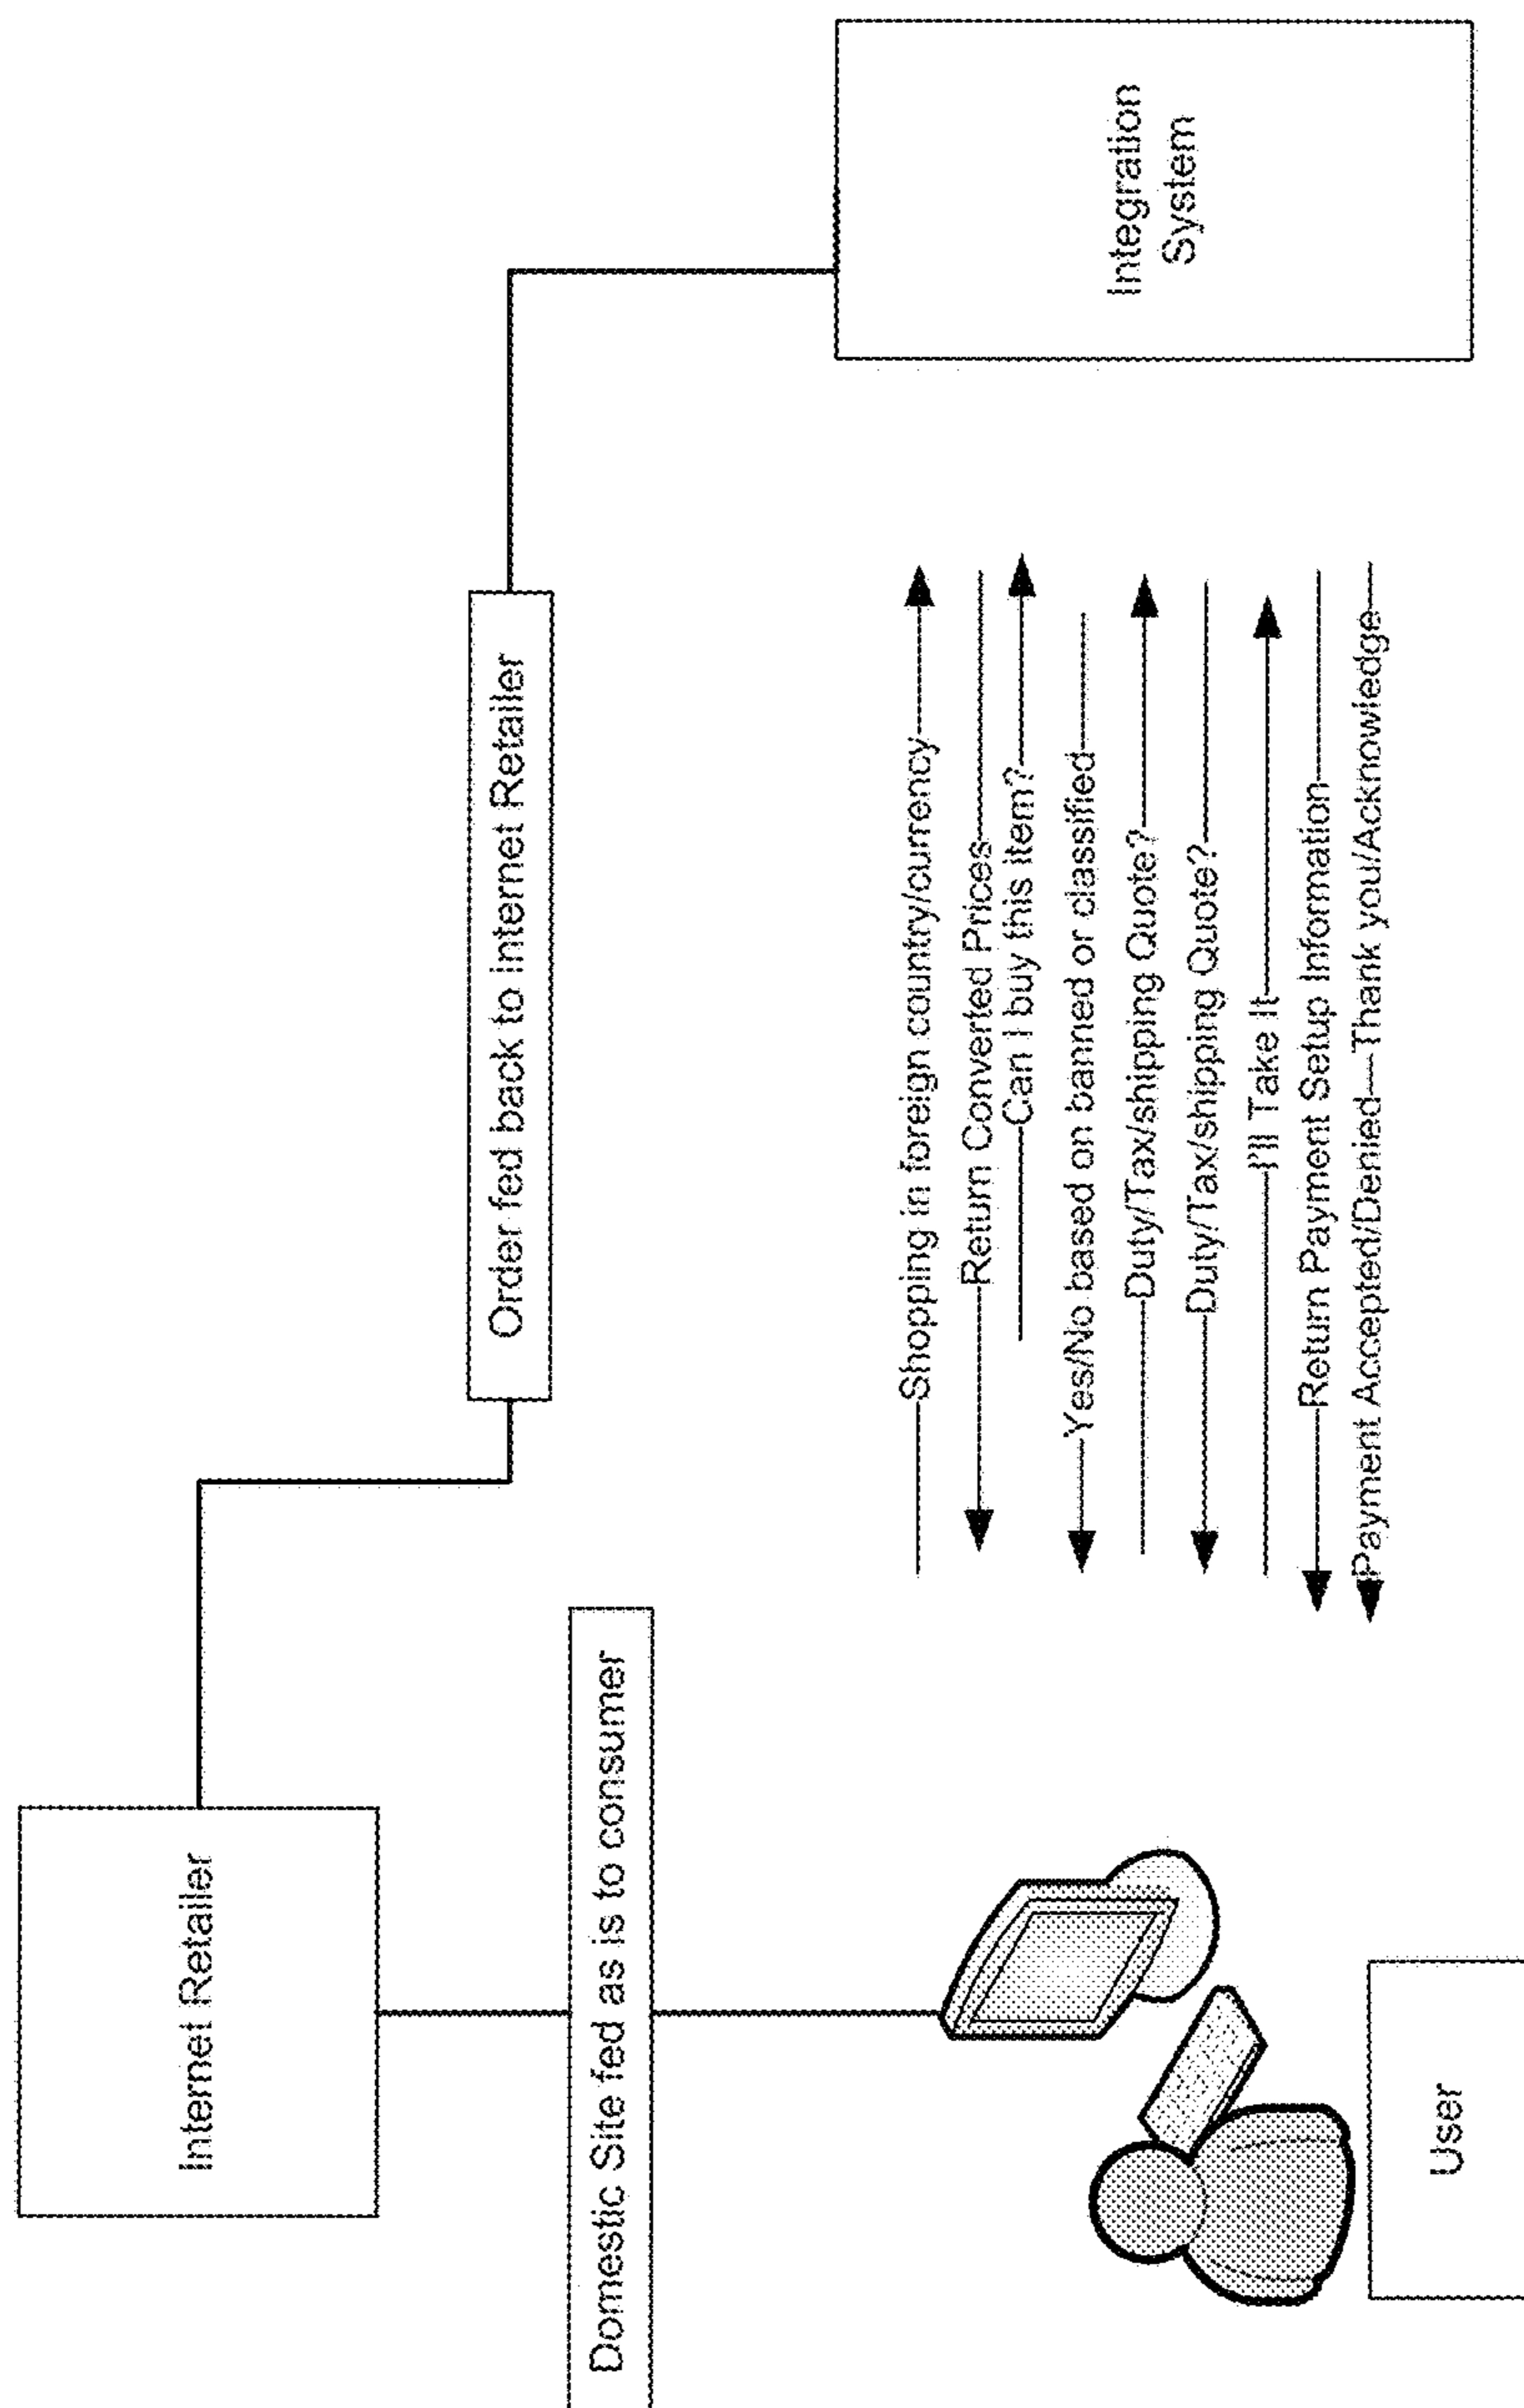 Internet Retailer
Order fed back to Internet Retailer
Domestic Site fed as is to consumer
Integration
System
Shopping in foreign country/currency
Return Converted Prices
Can I buy this item?
Yes/No based on banned or classified
Duty/Tax/shipping Quote?
Duty/Tax/shipping Quote?
I'll Take It
Return Payment Setup Information
Payment Accepted/Denied—Thank you/Acknowledge
User